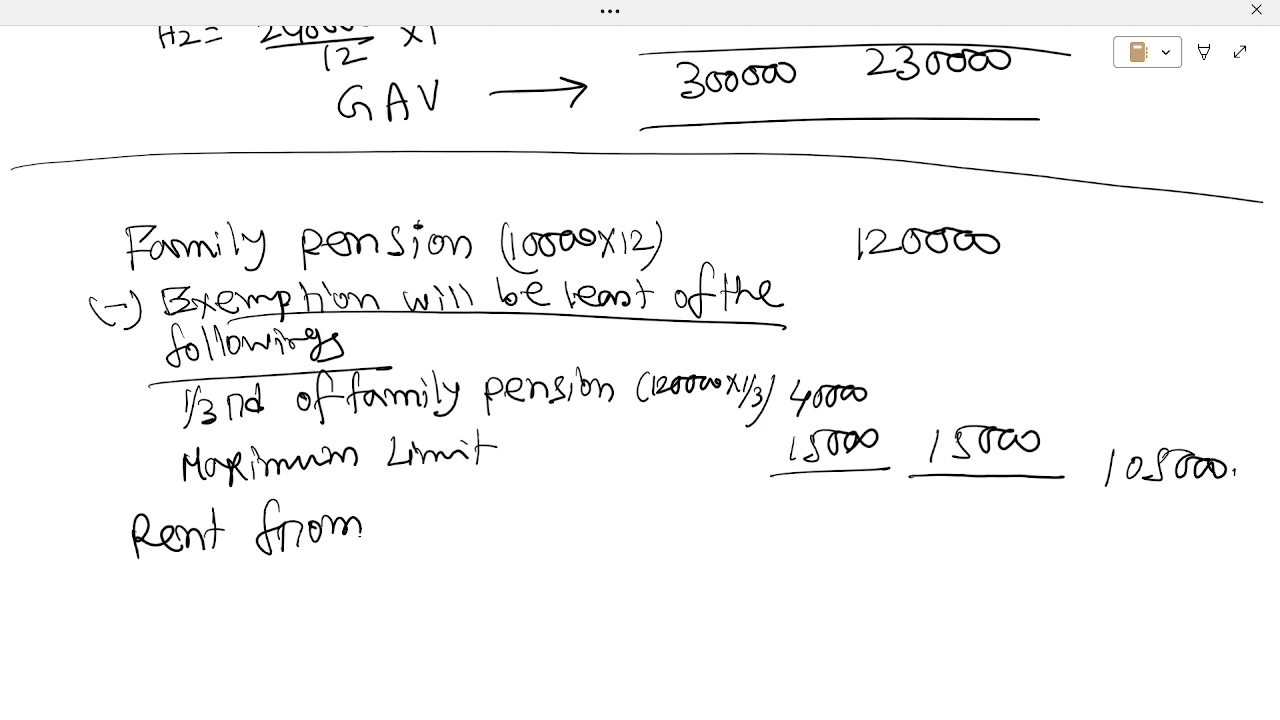 H2 = 240000/12 x1
GAV → 300000 230000
Family pension (10000x12) 120000
(-) Exemption will be least of the
followings
1/3nd of family pension (120000x1/3) 40000
Maximum Limit 15000 15000 105000.
Rent from